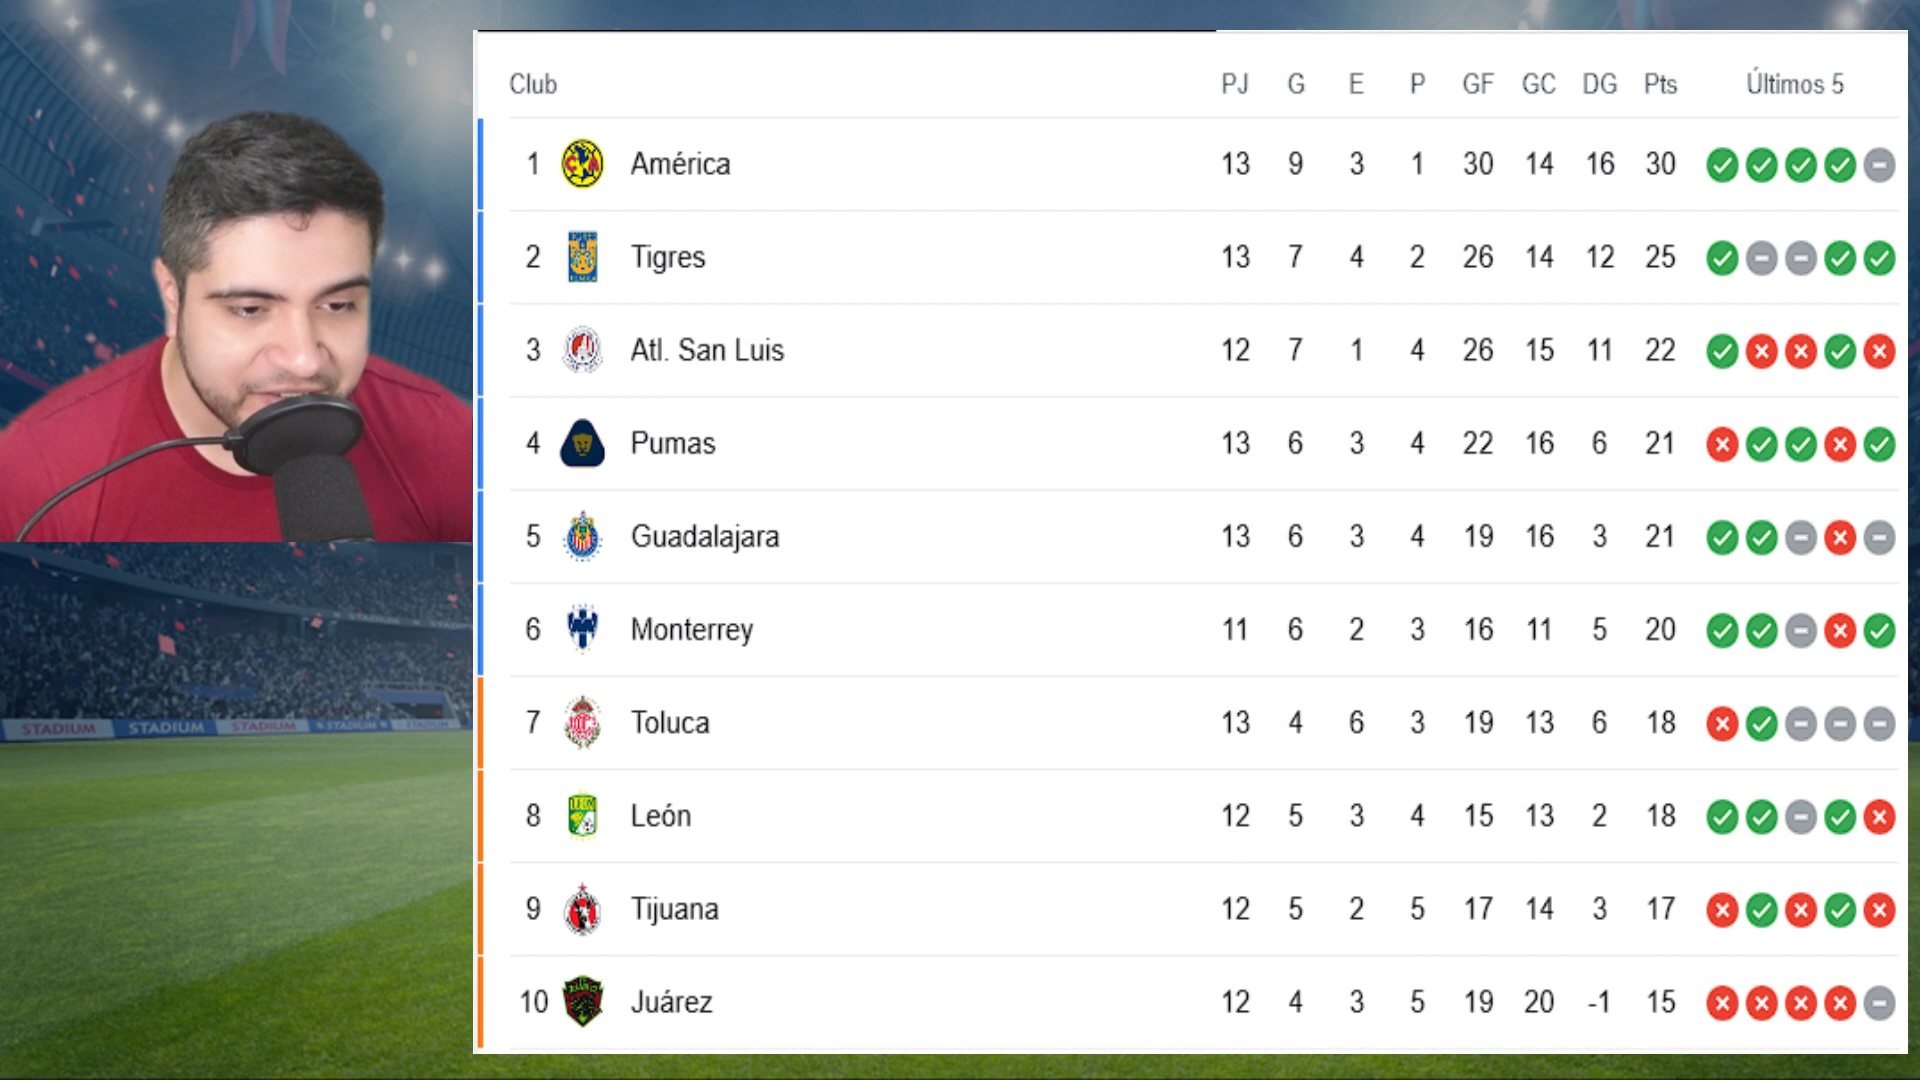 Club PJ G E P GF GC DG Pts Últimos 5
1 América 13 9 3 1 30 14 16 30
2 Tigres 13 7 4 2 26 14 12 25
3 Atl. San Luis 12 7 1 4 26 15 11 22
4 Pumas 13 6 3 4 22 16 6 21
5 Guadalajara 13 6 3 4 19 16 3 21
6 Monterrey 11 6 2 3 16 11 5 20
7 Toluca 13 4 6 3 19 13 6 18
8 León 12 5 3 4 15 13 2 18
9 Tijuana 12 5 2 5 17 14 3 17
10 Juárez 12 4 3 5 19 20 -1 15
STADIUM STADIUM STADIUM STADIUM STADIUM